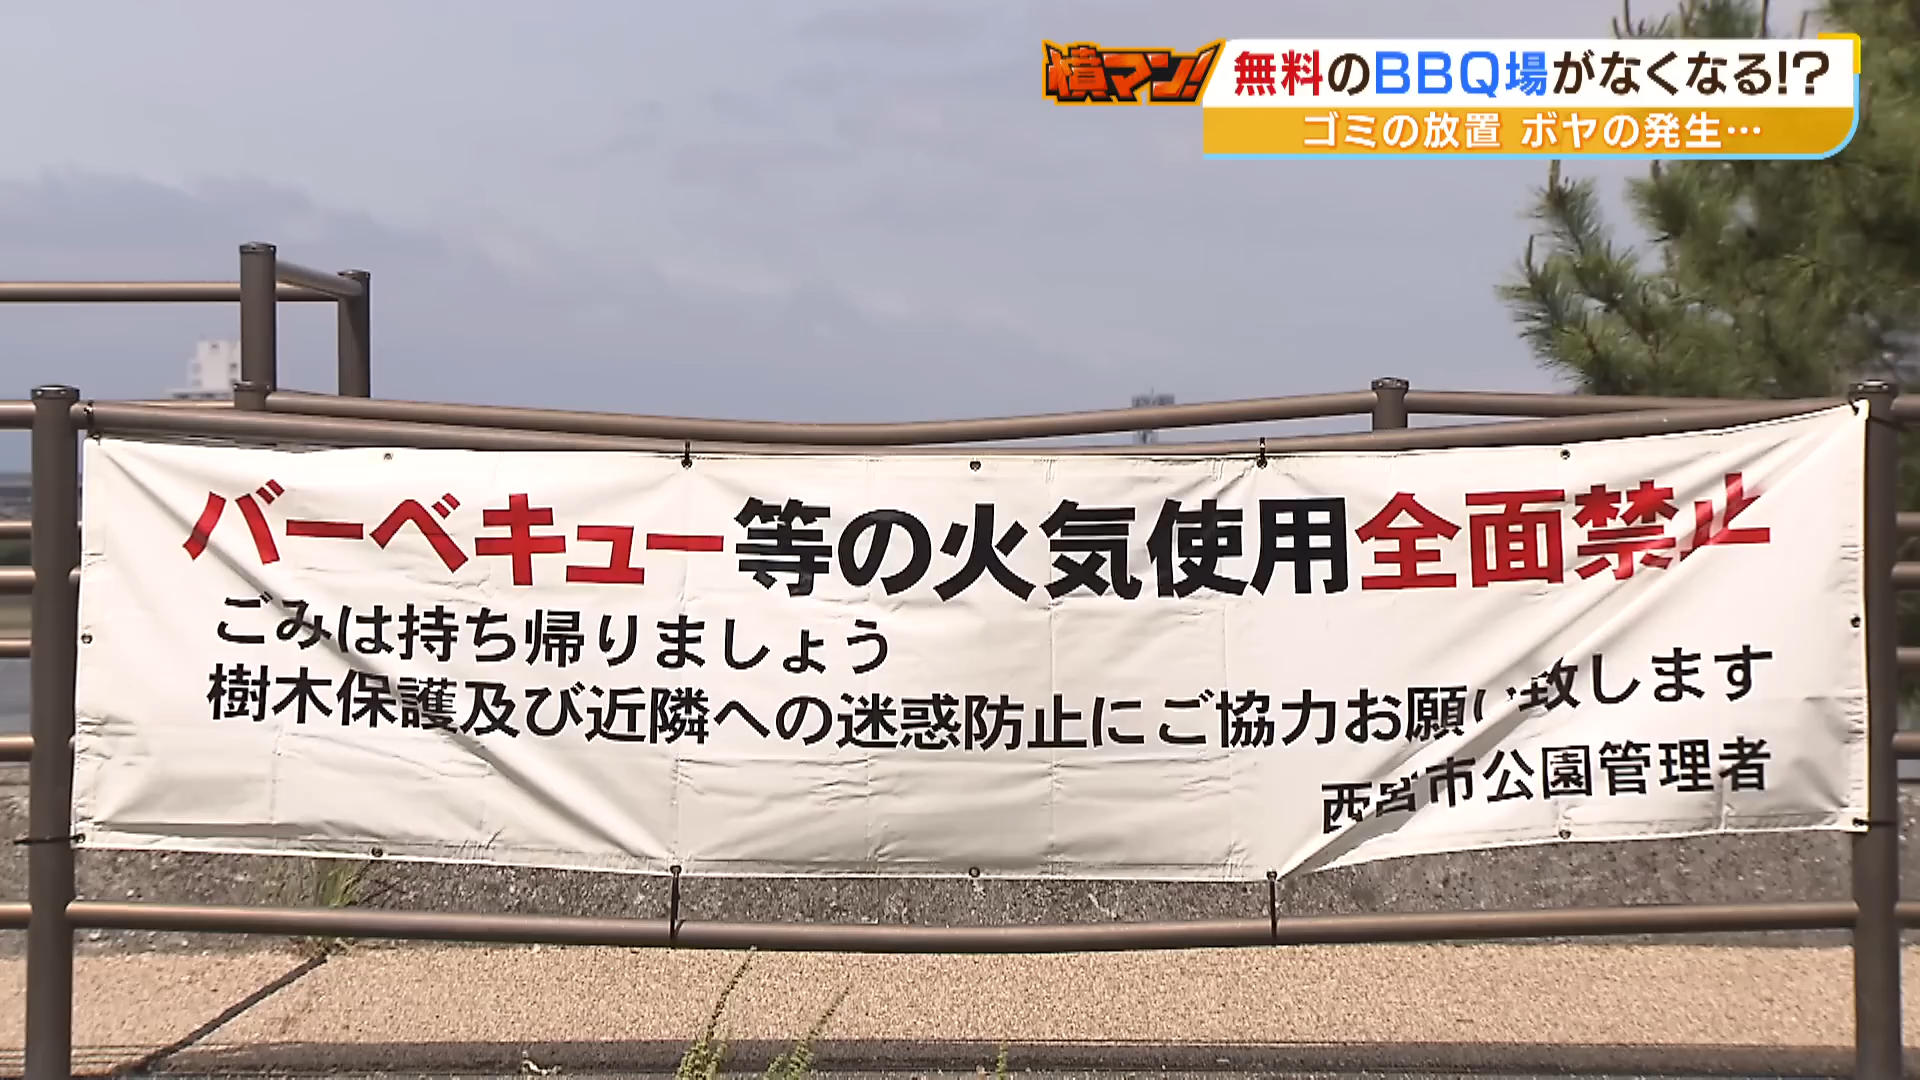 憤マン!
無料のBBQ場がなくなる!?
ゴミの放置 ボヤの発生…
バーベキュー等の火気使用全面禁止
ごみは持ち帰りましょう
樹木保護及び近隣への迷惑防止にご協力お願い致します
西宮市公園管理者